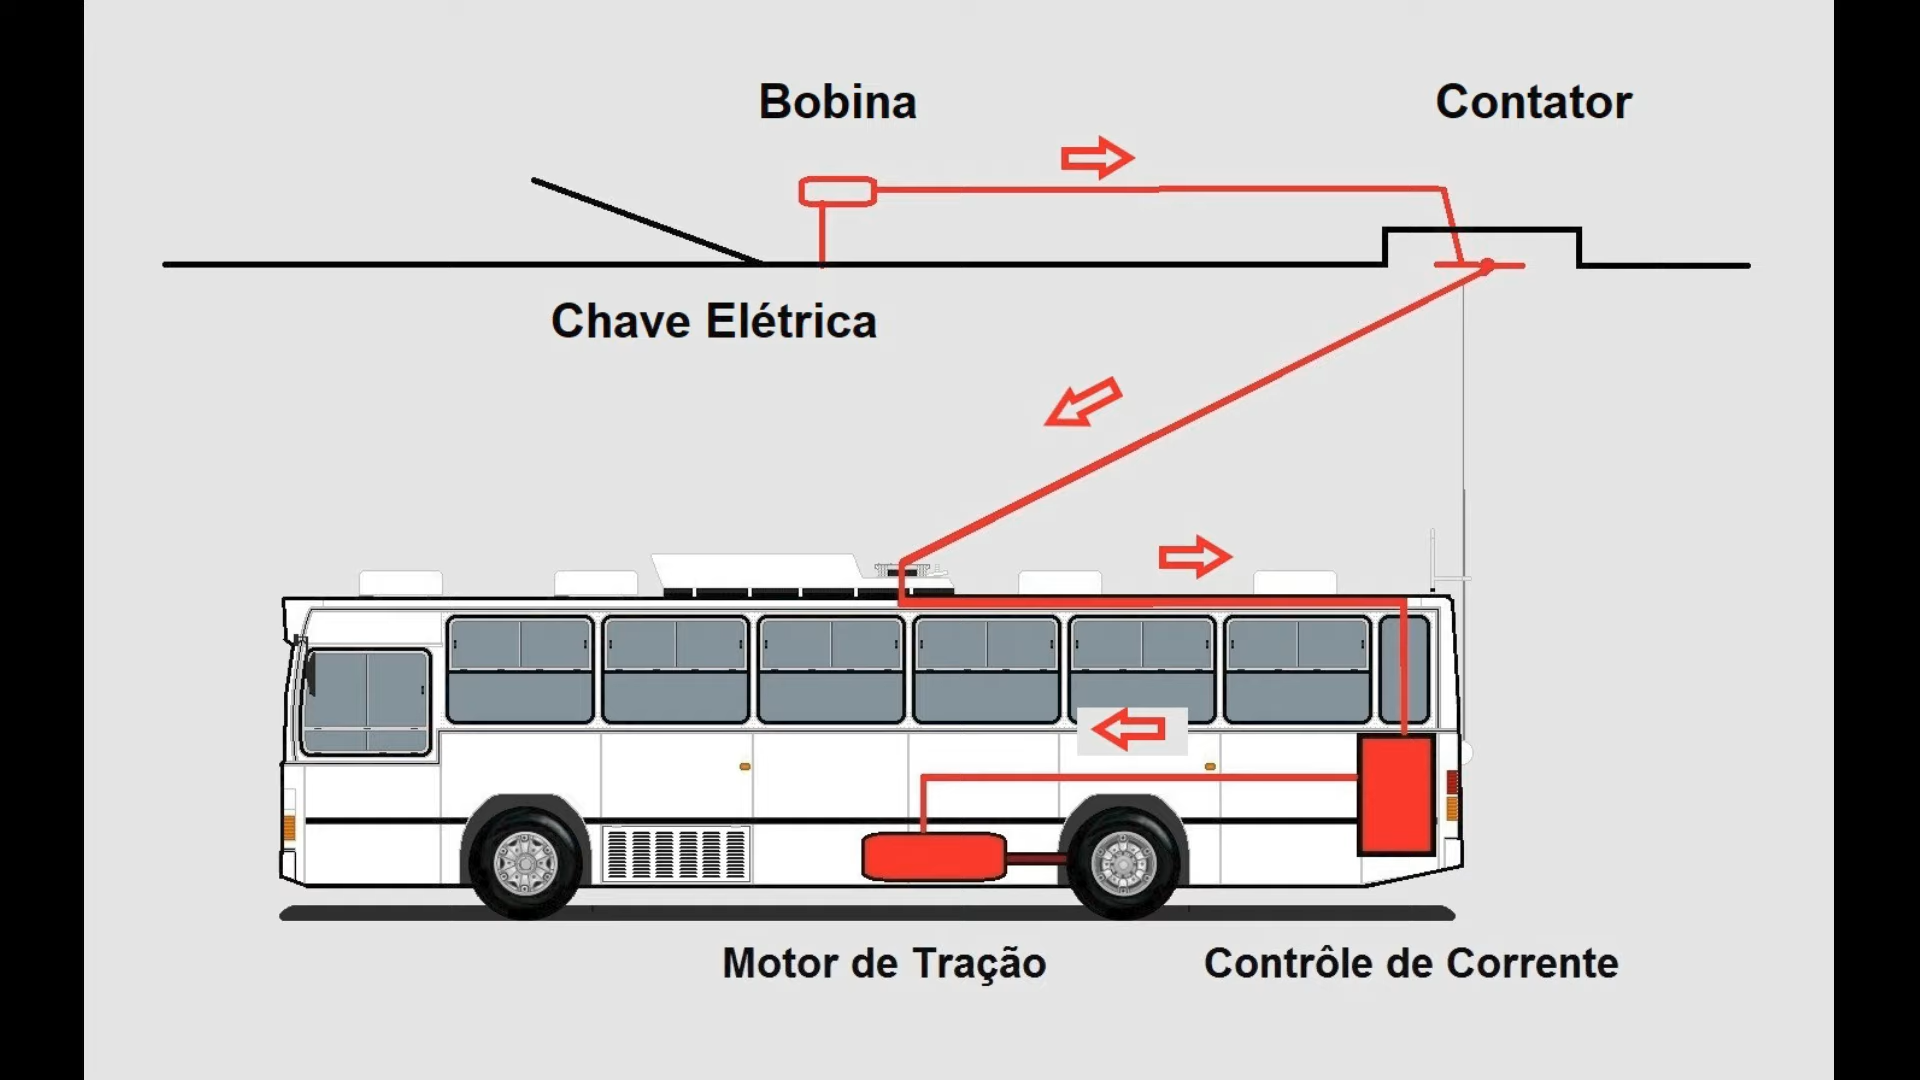 Bobina
Contator
Chave Elétrica
Motor de Tração
Contrôle de Corrente